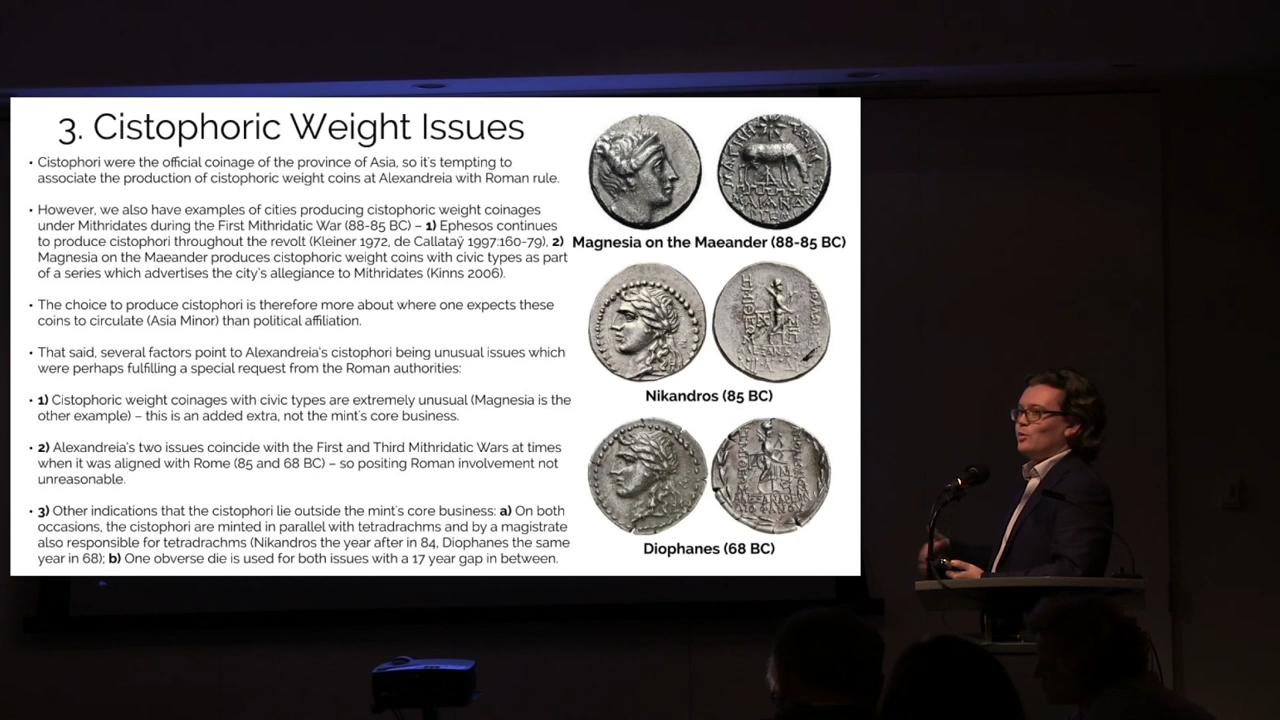 3. Cistophoric Weight Issues
• Cistophori were the official coinage of the province of Asia, so it's tempting to
associate the production of cistophoric weight coins at Alexandreia with Roman rule.
• However, we also have examples of cities producing cistophoric weight coinages
under Mithridates during the First Mithridatic War (88-85 BC) – 1) Ephesos continues
to produce cistophori throughout the revolt (Kleiner 1972, de Callataÿ 1997:160-79), 2)
Magnesia on the Maeander produces cistophoric weight coins with civic types as part
of a series which advertises the city's allegiance to Mithridates (Kinns 2006).
• The choice to produce cistophori is therefore more about where one expects these
coins to circulate (Asia Minor) than political affiliation.
• That said, several factors point to Alexandreia's cistophori being unusual issues which
were perhaps fulfilling a special request from the Roman authorities:
• 1) Cistophoric weight coinages with civic types are extremely unusual (Magnesia is the
other example) – this is an added extra, not the mint's core business.
• 2) Alexandreia's two issues coincide with the First and Third Mithridatic Wars at times
when it was aligned with Rome (85 and 68 BC) – so positing Roman involvement not
unreasonable.
• 3) Other indications that the cistophori lie outside the mint's core business: a) On both
occasions, the cistophori are minted in parallel with tetradrachms and by a magistrate
also responsible for tetradrachms (Nikandros the year after in 84, Diophanes the same
year in 68); b) One obverse die is used for both issues with a 17 year gap in between.
Magnesia on the Maeander (88-85 BC)
Nikandros (85 BC)
Diophanes (68 BC)